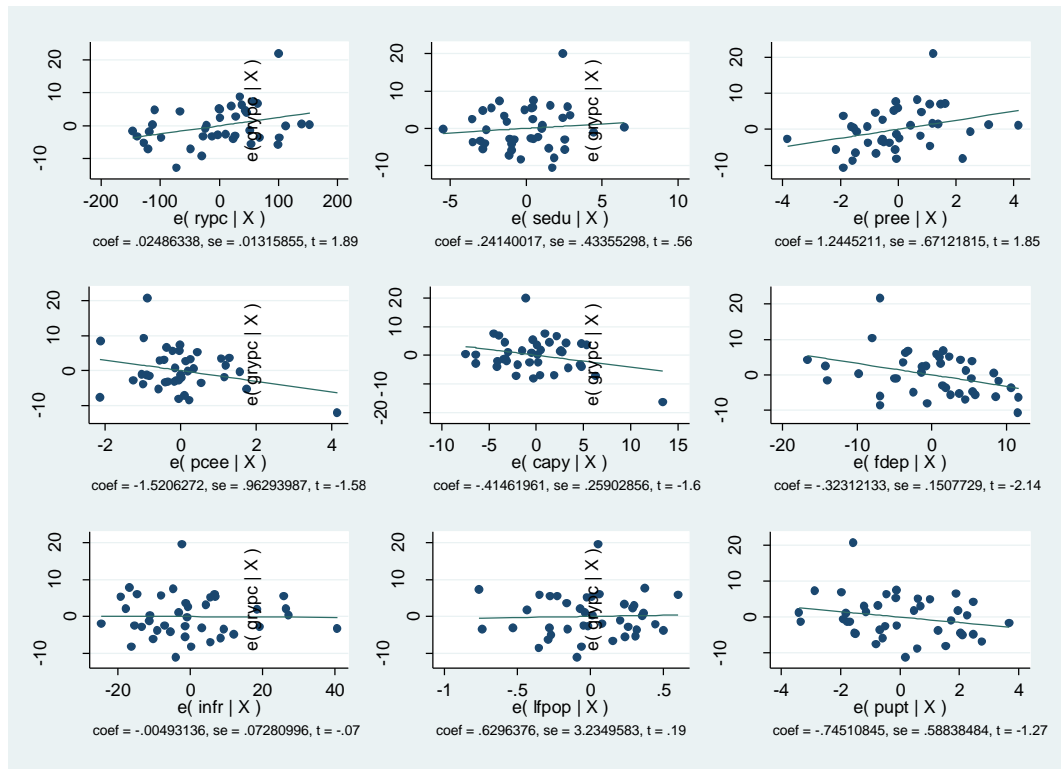 e( grypc | X )
-10 0 10 20
-200 -100 0 100 200
e( rypc | X )
coef = .02486338, se = .01315855, t = 1.89
e( grypc | X )
-10 0 10 20
-5 0 5 10
e( sedu | X )
coef = .24140017, se = .43355298, t = .56
-10 0 10 20
-4 -2 0 2 4
e( pree | X )
coef = 1.2445211, se = .67121815, t = 1.85
e( grypc | X )
-10 0 10 20
-2 0 2 4
e( pcee | X )
coef = -1.5206272, se = .96293987, t = -1.58
e( grypc | X )
-20 -10 0 10 20
-10 -5 0 5 10 15
e( capy | X )
coef = -.41461961, se = .25902856, t = -1.6
-10 0 10 20
-20 -10 0 10
e( fdep | X )
coef = -.32312133, se = .1507729, t = -2.14
e( grypc | X )
-10 0 10 20
-20 0 20 40
e( infr | X )
coef = -.00493136, se = .07280996, t = -.07
e( grypc | X )
-10 0 10 20
-1 -.5 0 .5
e( lfpop | X )
coef = .6296376, se = 3.2349583, t = .19
-10 0 10 20
-4 -2 0 2 4
e( pupt | X )
coef = -.74510845, se = .58838484, t = -1.27